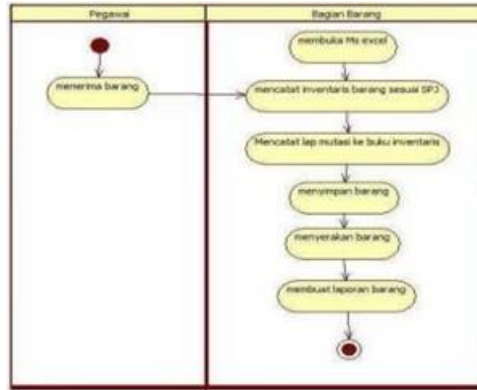 Pegawai
Bagian Barang
membuka Ms excel
menerima barang
mencatat inventaris barang sesuai SPJ
Mencatat lap mutasi ke buku inventaris
menyimpan barang
menyerakan barang
membuat laporan barang